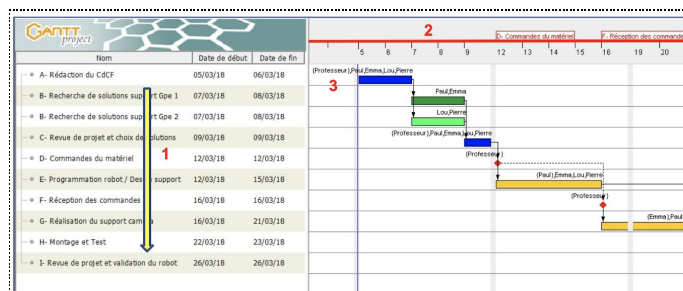 GANTT
project
2
D- Commandes du matériel
F- Réception des commande
5 6 7 8 9 12 13 14 15 16 19 20
Nom Date de début Date de fin
A- Rédaction du CdCF 05/03/18 06/03/18
{Professeur},Paul,Emma,Lou,Pierre
3
B- Recherche de solutions support Gpe 1 07/03/18 08/03/18
Paul,Emma
B- Recherche de solutions support Gpe 2 07/03/18 08/03/18
Lou,Pierre
C- Revue de projet et choix de solutions 09/03/18 09/03/18
{Professeur},Paul,Emma,Lou,Pierre
1
D- Commandes du matériel 12/03/18 12/03/18
{Professeur}
E- Programmation robot / Design support 12/03/18 15/03/18
{Paul},Emma,Lou,Pierre
F- Réception des commandes 16/03/18 16/03/18
{Professeur}
G- Réalisation du support caméra 16/03/18 21/03/18
{Emma},Paul
H- Montage et Test 22/03/18 23/03/18
I- Revue de projet et validation du robot 26/03/18 26/03/18